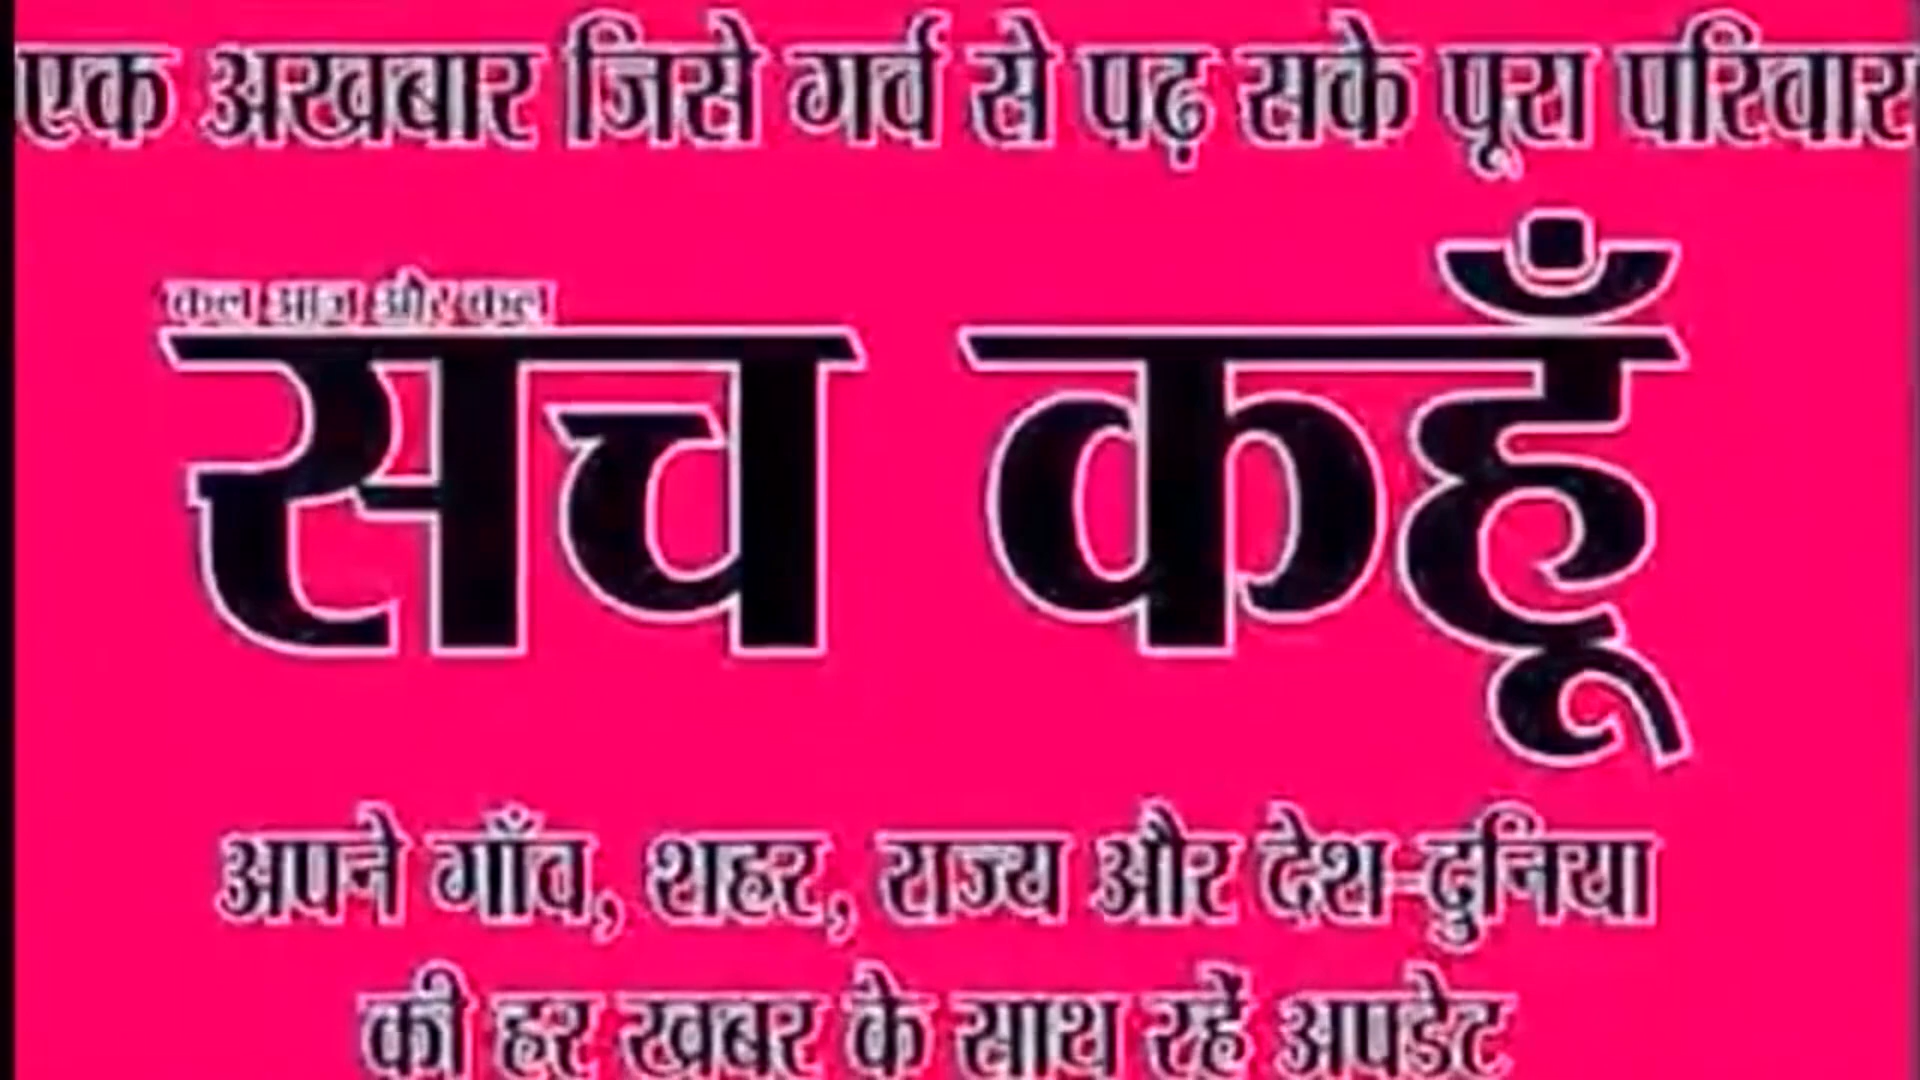 एक अखबार जिसे गर्व से पढ़ सके पूरा परिवार
कल आज और कल
सच कहूँ
अपने गाँव, शहर, राज्य और देश-दुनिया
की हर खबर के साथ रहें अपडेट